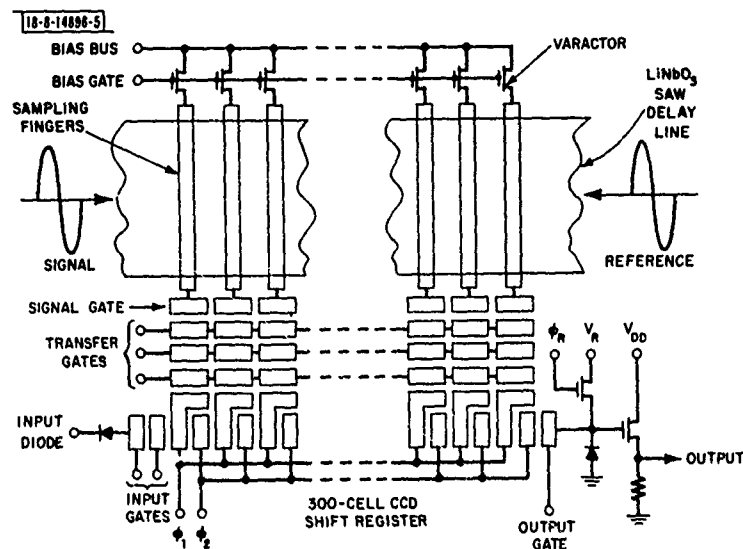 18-8-14896-5
BIAS BUS
BIAS GATE
VARACTOR
SAMPLING
FINGERS
LiNbO3
SAW
DELAY
LINE
SIGNAL
REFERENCE
SIGNAL GATE
TRANSFER
GATES
ϕR
VR
VDD
INPUT
DIODE
OUTPUT
INPUT
GATES
ϕ1
ϕ2
300-CELL CCD
SHIFT REGISTER
OUTPUT
GATE